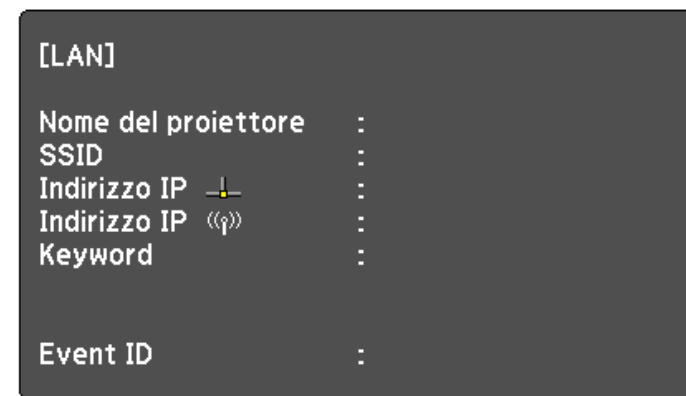 [LAN]
Nome del proiettore :
SSID :
Indirizzo IP :
Indirizzo IP :
Keyword :
Event ID :